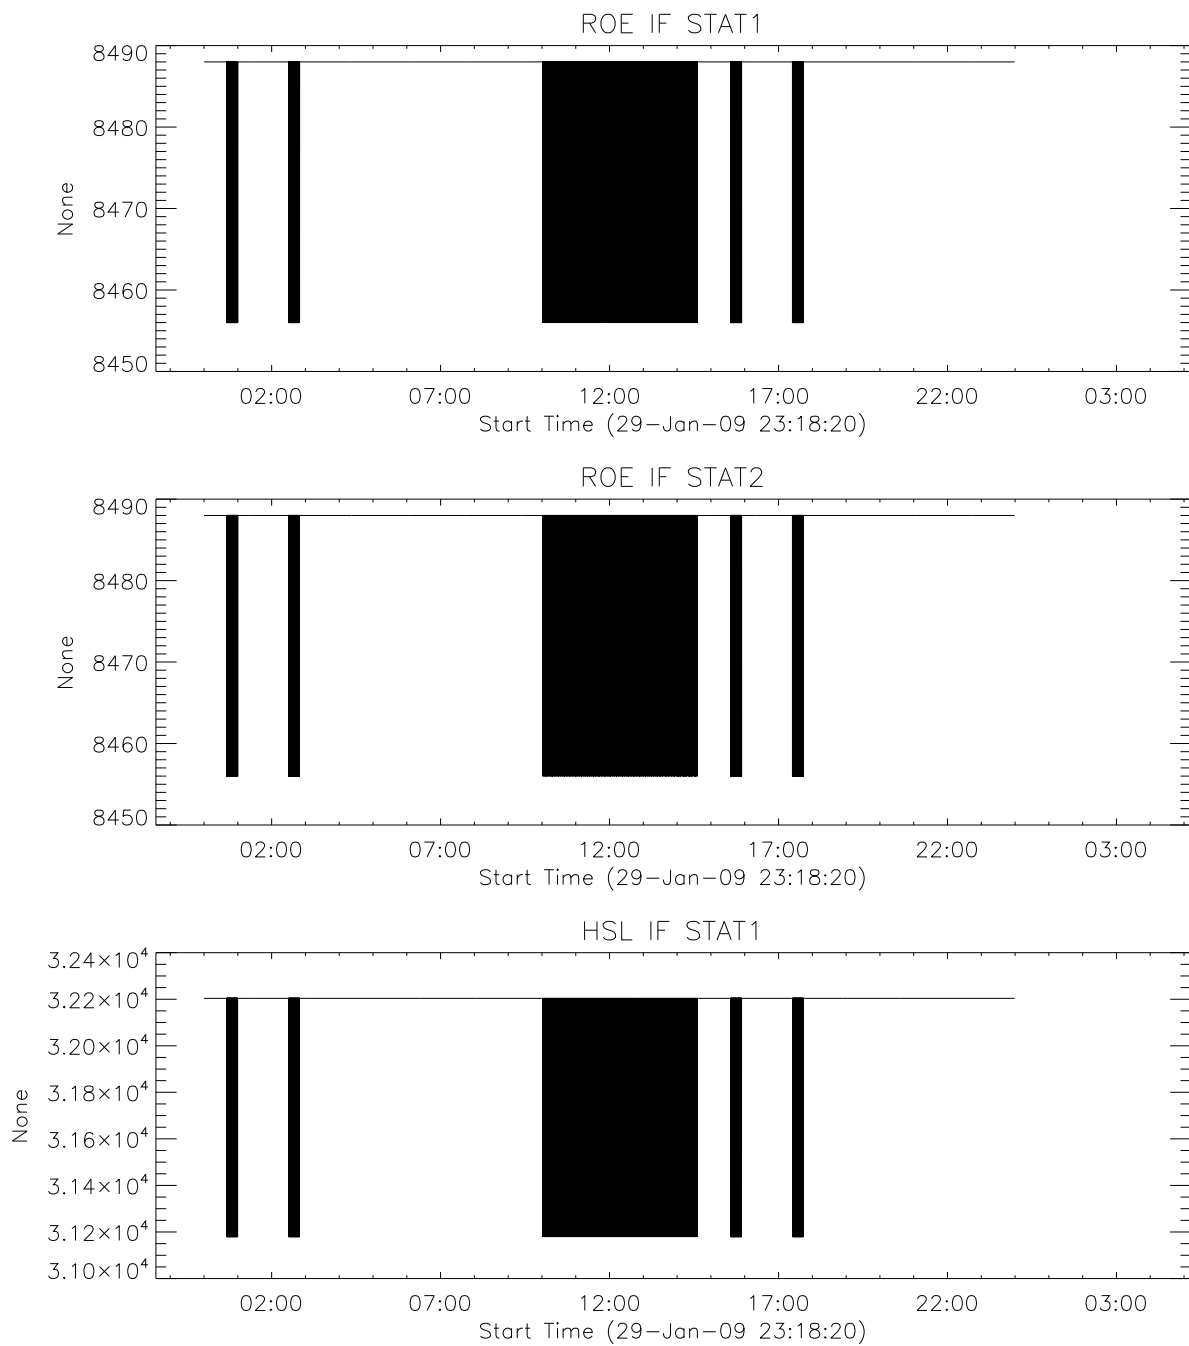 ROE IF STAT1
8490
8480
8470
8460
8450
None
02:00 07:00 12:00 17:00 22:00 03:00
Start Time (29-Jan-09 23:18:20)
ROE IF STAT2
8490
8480
8470
8460
8450
None
02:00 07:00 12:00 17:00 22:00 03:00
Start Time (29-Jan-09 23:18:20)
HSL IF STAT1
3.24×10⁴
3.22×10⁴
3.20×10⁴
3.18×10⁴
3.16×10⁴
3.14×10⁴
3.12×10⁴
3.10×10⁴
None
02:00 07:00 12:00 17:00 22:00 03:00
Start Time (29-Jan-09 23:18:20)